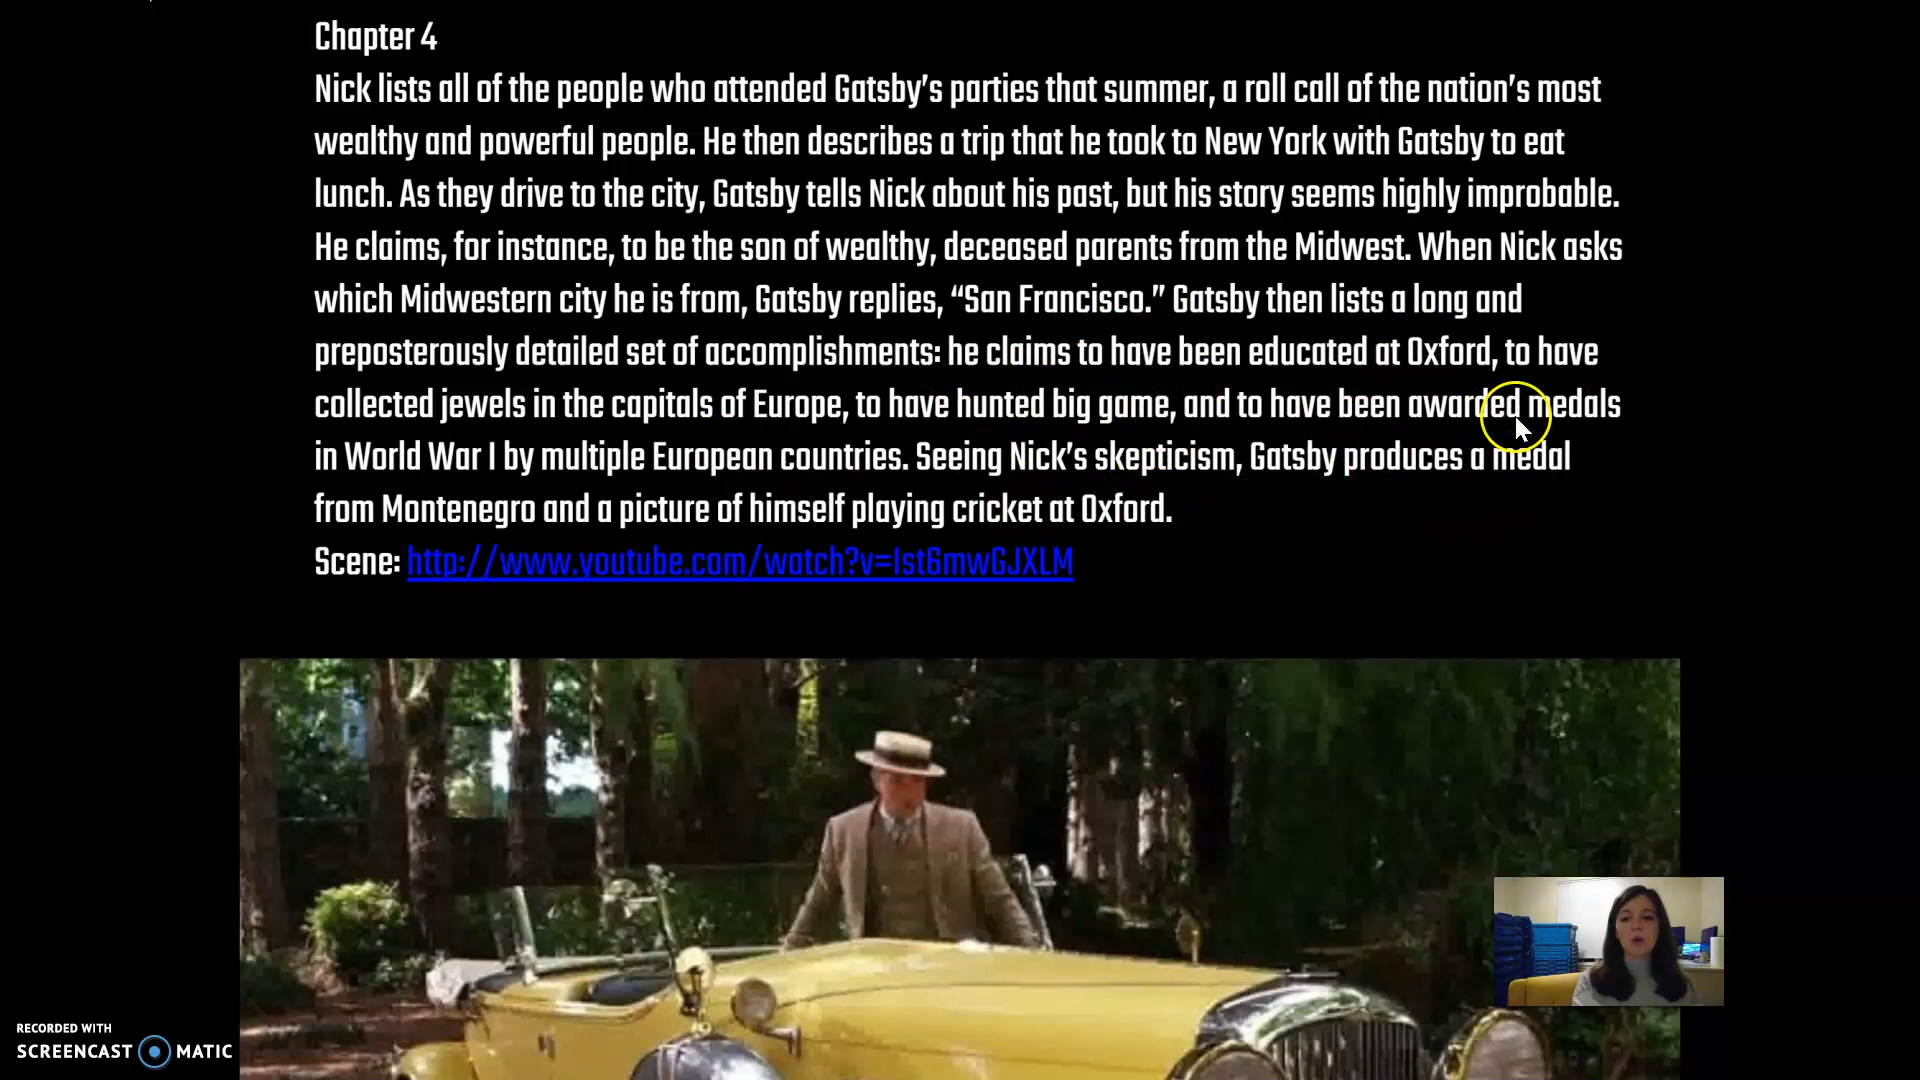 Chapter 4
Nick lists all of the people who attended Gatsby’s parties that summer, a roll call of the nation’s most
wealthy and powerful people. He then describes a trip that he took to New York with Gatsby to eat
lunch. As they drive to the city, Gatsby tells Nick about his past, but his story seems highly improbable.
He claims, for instance, to be the son of wealthy, deceased parents from the Midwest. When Nick asks
which Midwestern city he is from, Gatsby replies, “San Francisco.” Gatsby then lists a long and
preposterously detailed set of accomplishments: he claims to have been educated at Oxford, to have
collected jewels in the capitals of Europe, to have hunted big game, and to have been awarded medals
in World War I by multiple European countries. Seeing Nick’s skepticism, Gatsby produces a medal
from Montenegro and a picture of himself playing cricket at Oxford.
Scene: http://www.youtube.com/watch?v=Ist6mwGJXLM
RECORDED WITH
SCREENCAST MATIC